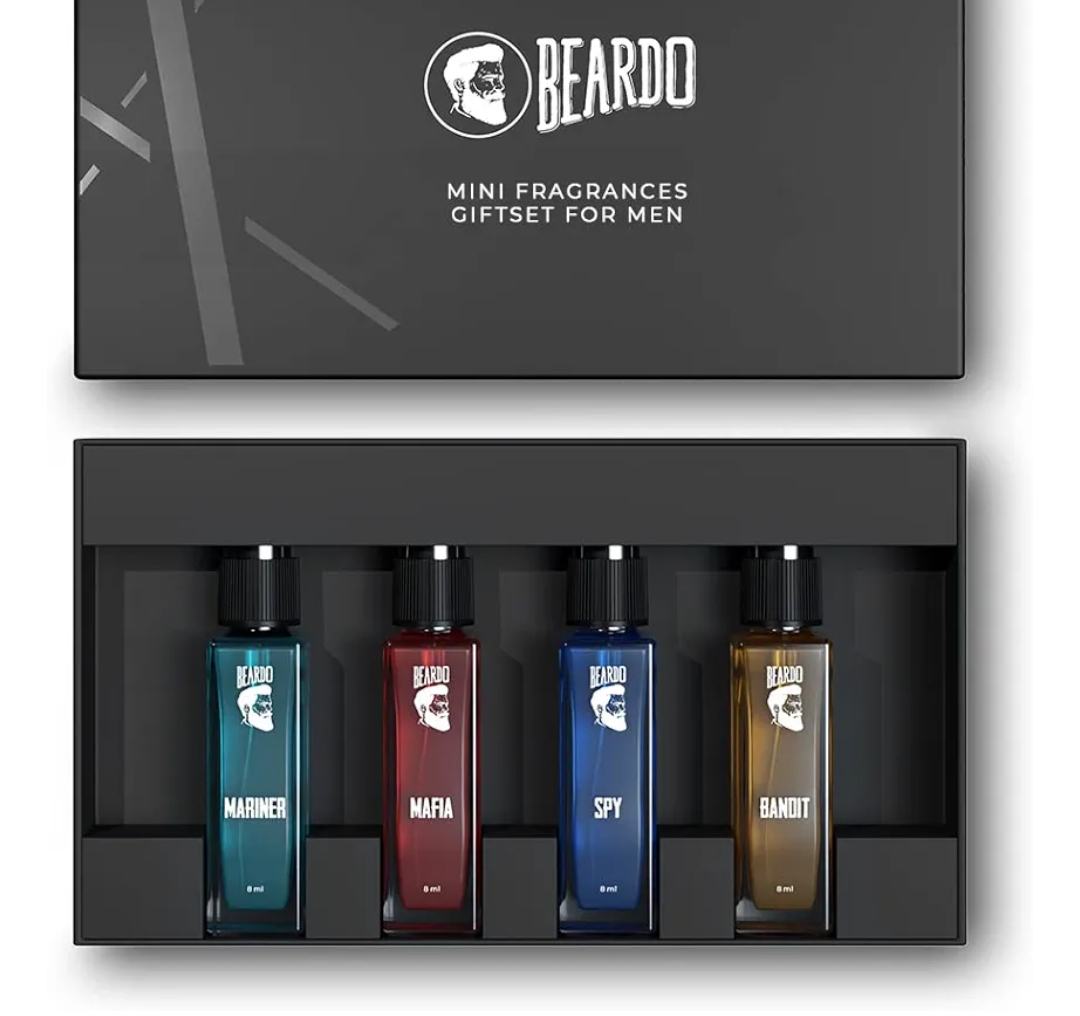 BEARDO
MINI FRAGRANCES
GIFTSET FOR MEN
BEARDO
MARINER
8 ml
BEARDO
MAFIA
8 ml
BEARDO
SPY
8 ml
BEARDO
BANDIT
8 ml